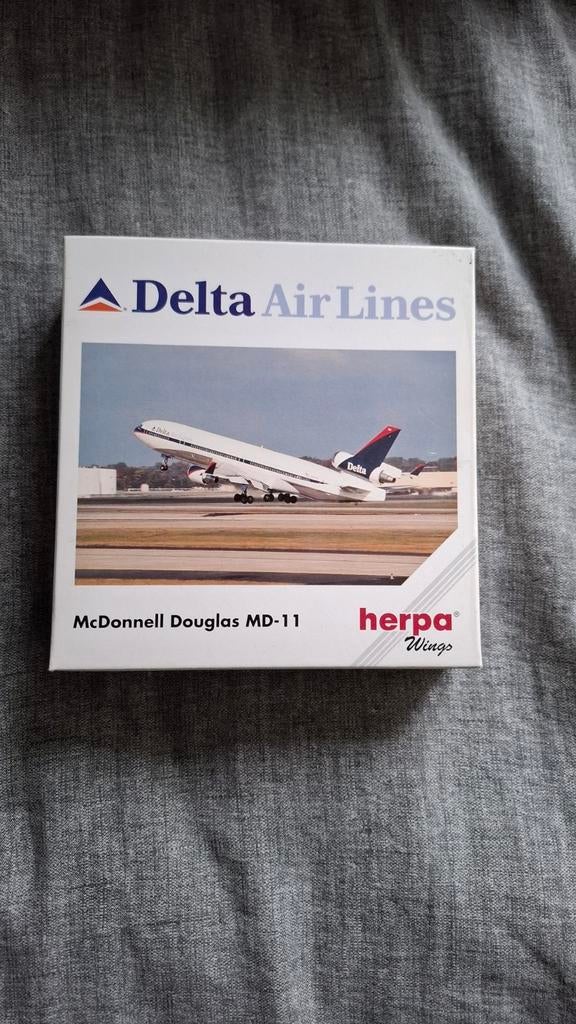 Delta Air Lines
Delta
Delta
McDonnell Douglas MD-11
herpa®
Wings